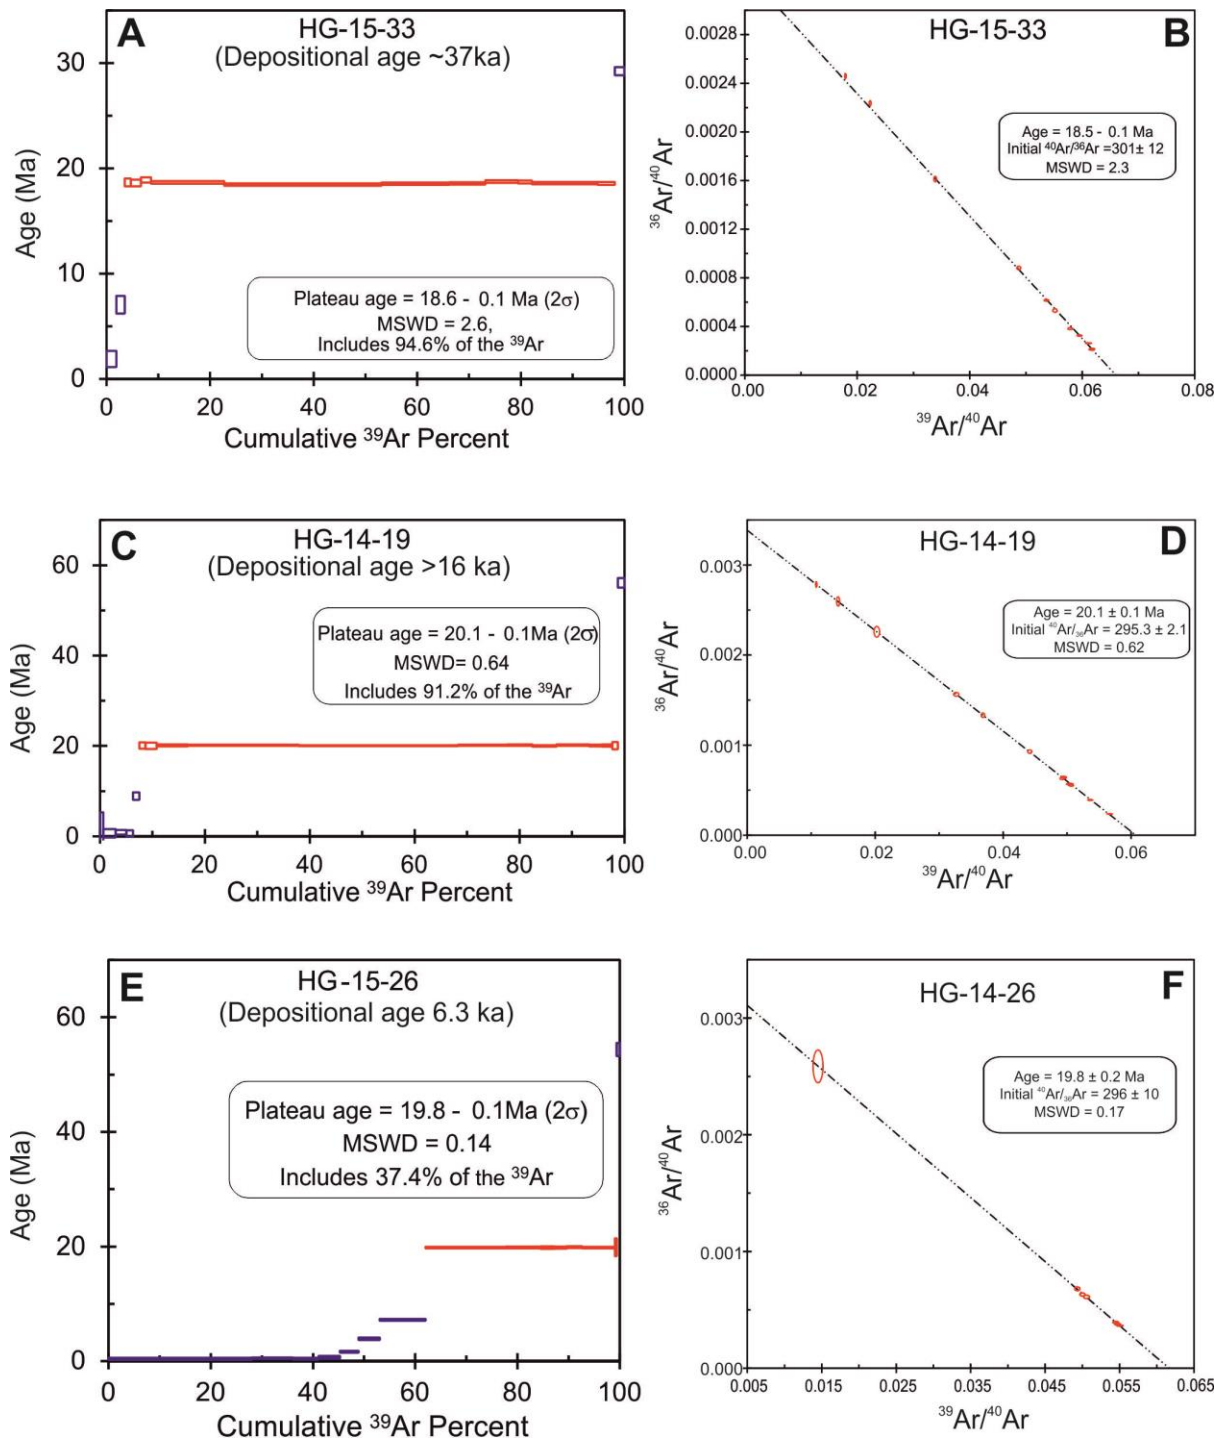 A
HG-15-33
(Depositional age ~37ka)
30
20
10
0
Age (Ma)
Plateau age = 18.6 - 0.1 Ma (2σ)
MSWD = 2.6,
Includes 94.6% of the ³⁹Ar
0 20 40 60 80 100
Cumulative ³⁹Ar Percent
B
HG-15-33
0.0028
0.0024
0.0020
0.0016
0.0012
0.0008
0.0004
0.0000
³⁶Ar/⁴⁰Ar
Age = 18.5 - 0.1 Ma
Initial ⁴⁰Ar/³⁶Ar =301± 12
MSWD = 2.3
0.00 0.02 0.04 0.06 0.08
³⁹Ar/⁴⁰Ar
C
HG-14-19
(Depositional age >16 ka)
60
40
20
0
Age (Ma)
Plateau age = 20.1 - 0.1Ma (2σ)
MSWD= 0.64
Includes 91.2% of the ³⁹Ar
0 20 40 60 80 100
Cumulative ³⁹Ar Percent
D
HG-14-19
0.003
0.002
0.001
0.000
³⁶Ar/⁴⁰Ar
Age = 20.1 ± 0.1 Ma
Initial ⁴⁰Ar/₃₆Ar = 295.3 ± 2.1
MSWD = 0.62
0.00 0.02 0.04 0.06
³⁹Ar/⁴⁰Ar
E
HG-15-26
(Depositional age 6.3 ka)
60
40
20
0
Age (Ma)
Plateau age = 19.8 - 0.1Ma (2σ)
MSWD = 0.14
Includes 37.4% of the ³⁹Ar
0 20 40 60 80 100
Cumulative ³⁹Ar Percent
F
HG-14-26
0.003
0.002
0.001
0.000
³⁶Ar/⁴⁰Ar
Age = 19.8 ± 0.2 Ma
Initial ⁴⁰Ar/₃₆Ar = 296 ± 10
MSWD = 0.17
0.005 0.015 0.025 0.035 0.045 0.055 0.065
³⁹Ar/⁴⁰Ar